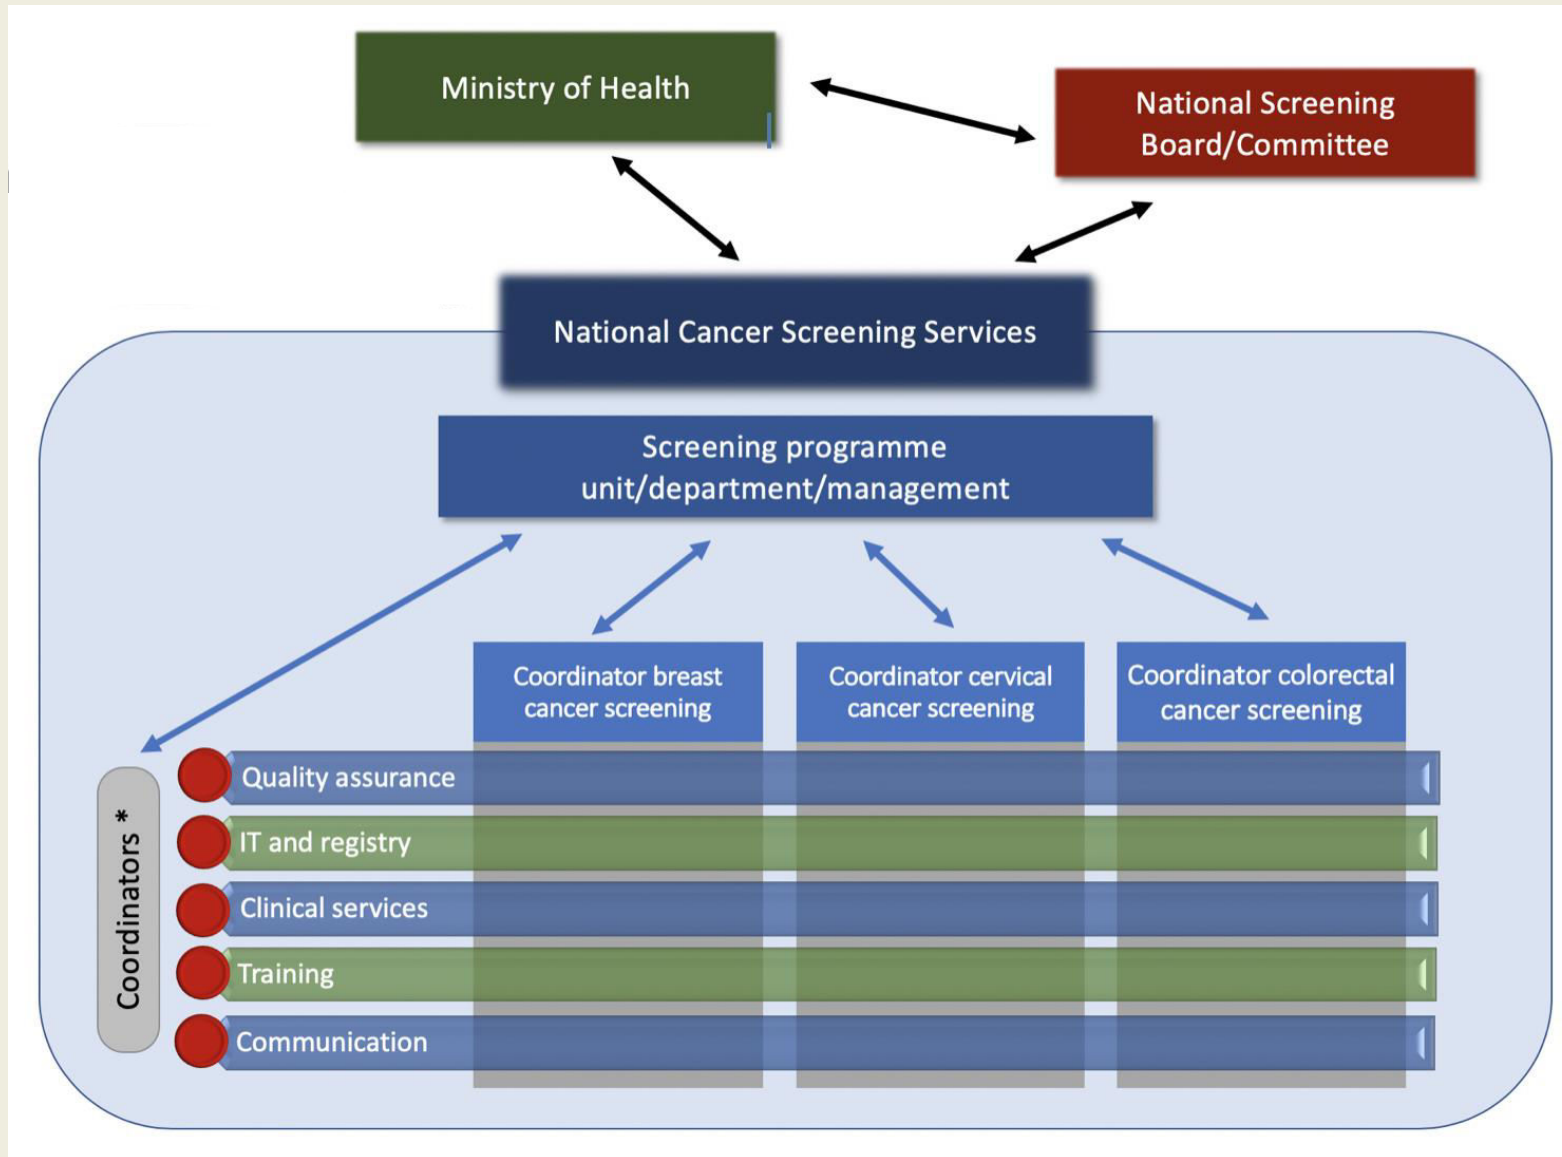 Ministry of Health
National Screening
Board/Committee
National Cancer Screening Services
Screening programme
unit/department/management
Coordinator breast
cancer screening
Coordinator cervical
cancer screening
Coordinator colorectal
cancer screening
Coordinators *
Quality assurance
IT and registry
Clinical services
Training
Communication